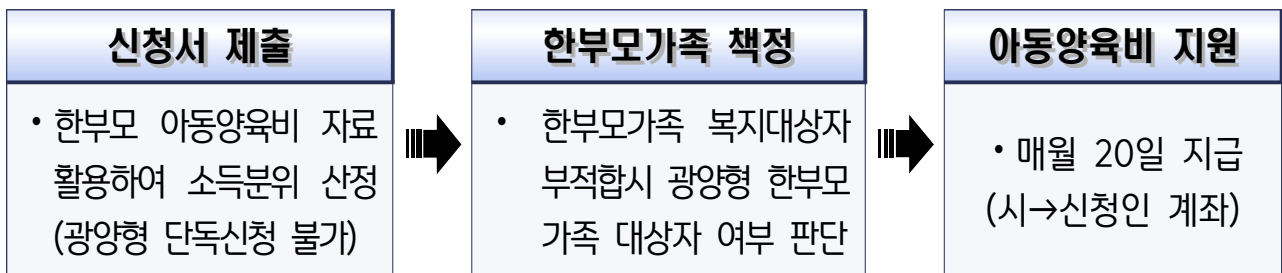 신청서 제출
• 한부모 아동양육비 자료
활용하여 소득분위 산정
(광양형 단독신청 불가)
한부모가족 책정
• 한부모가족 복지대상자
부적합시 광양형 한부모
가족 대상자 여부 판단
아동양육비 지원
• 매월 20일 지급
(시→신청인 계좌)